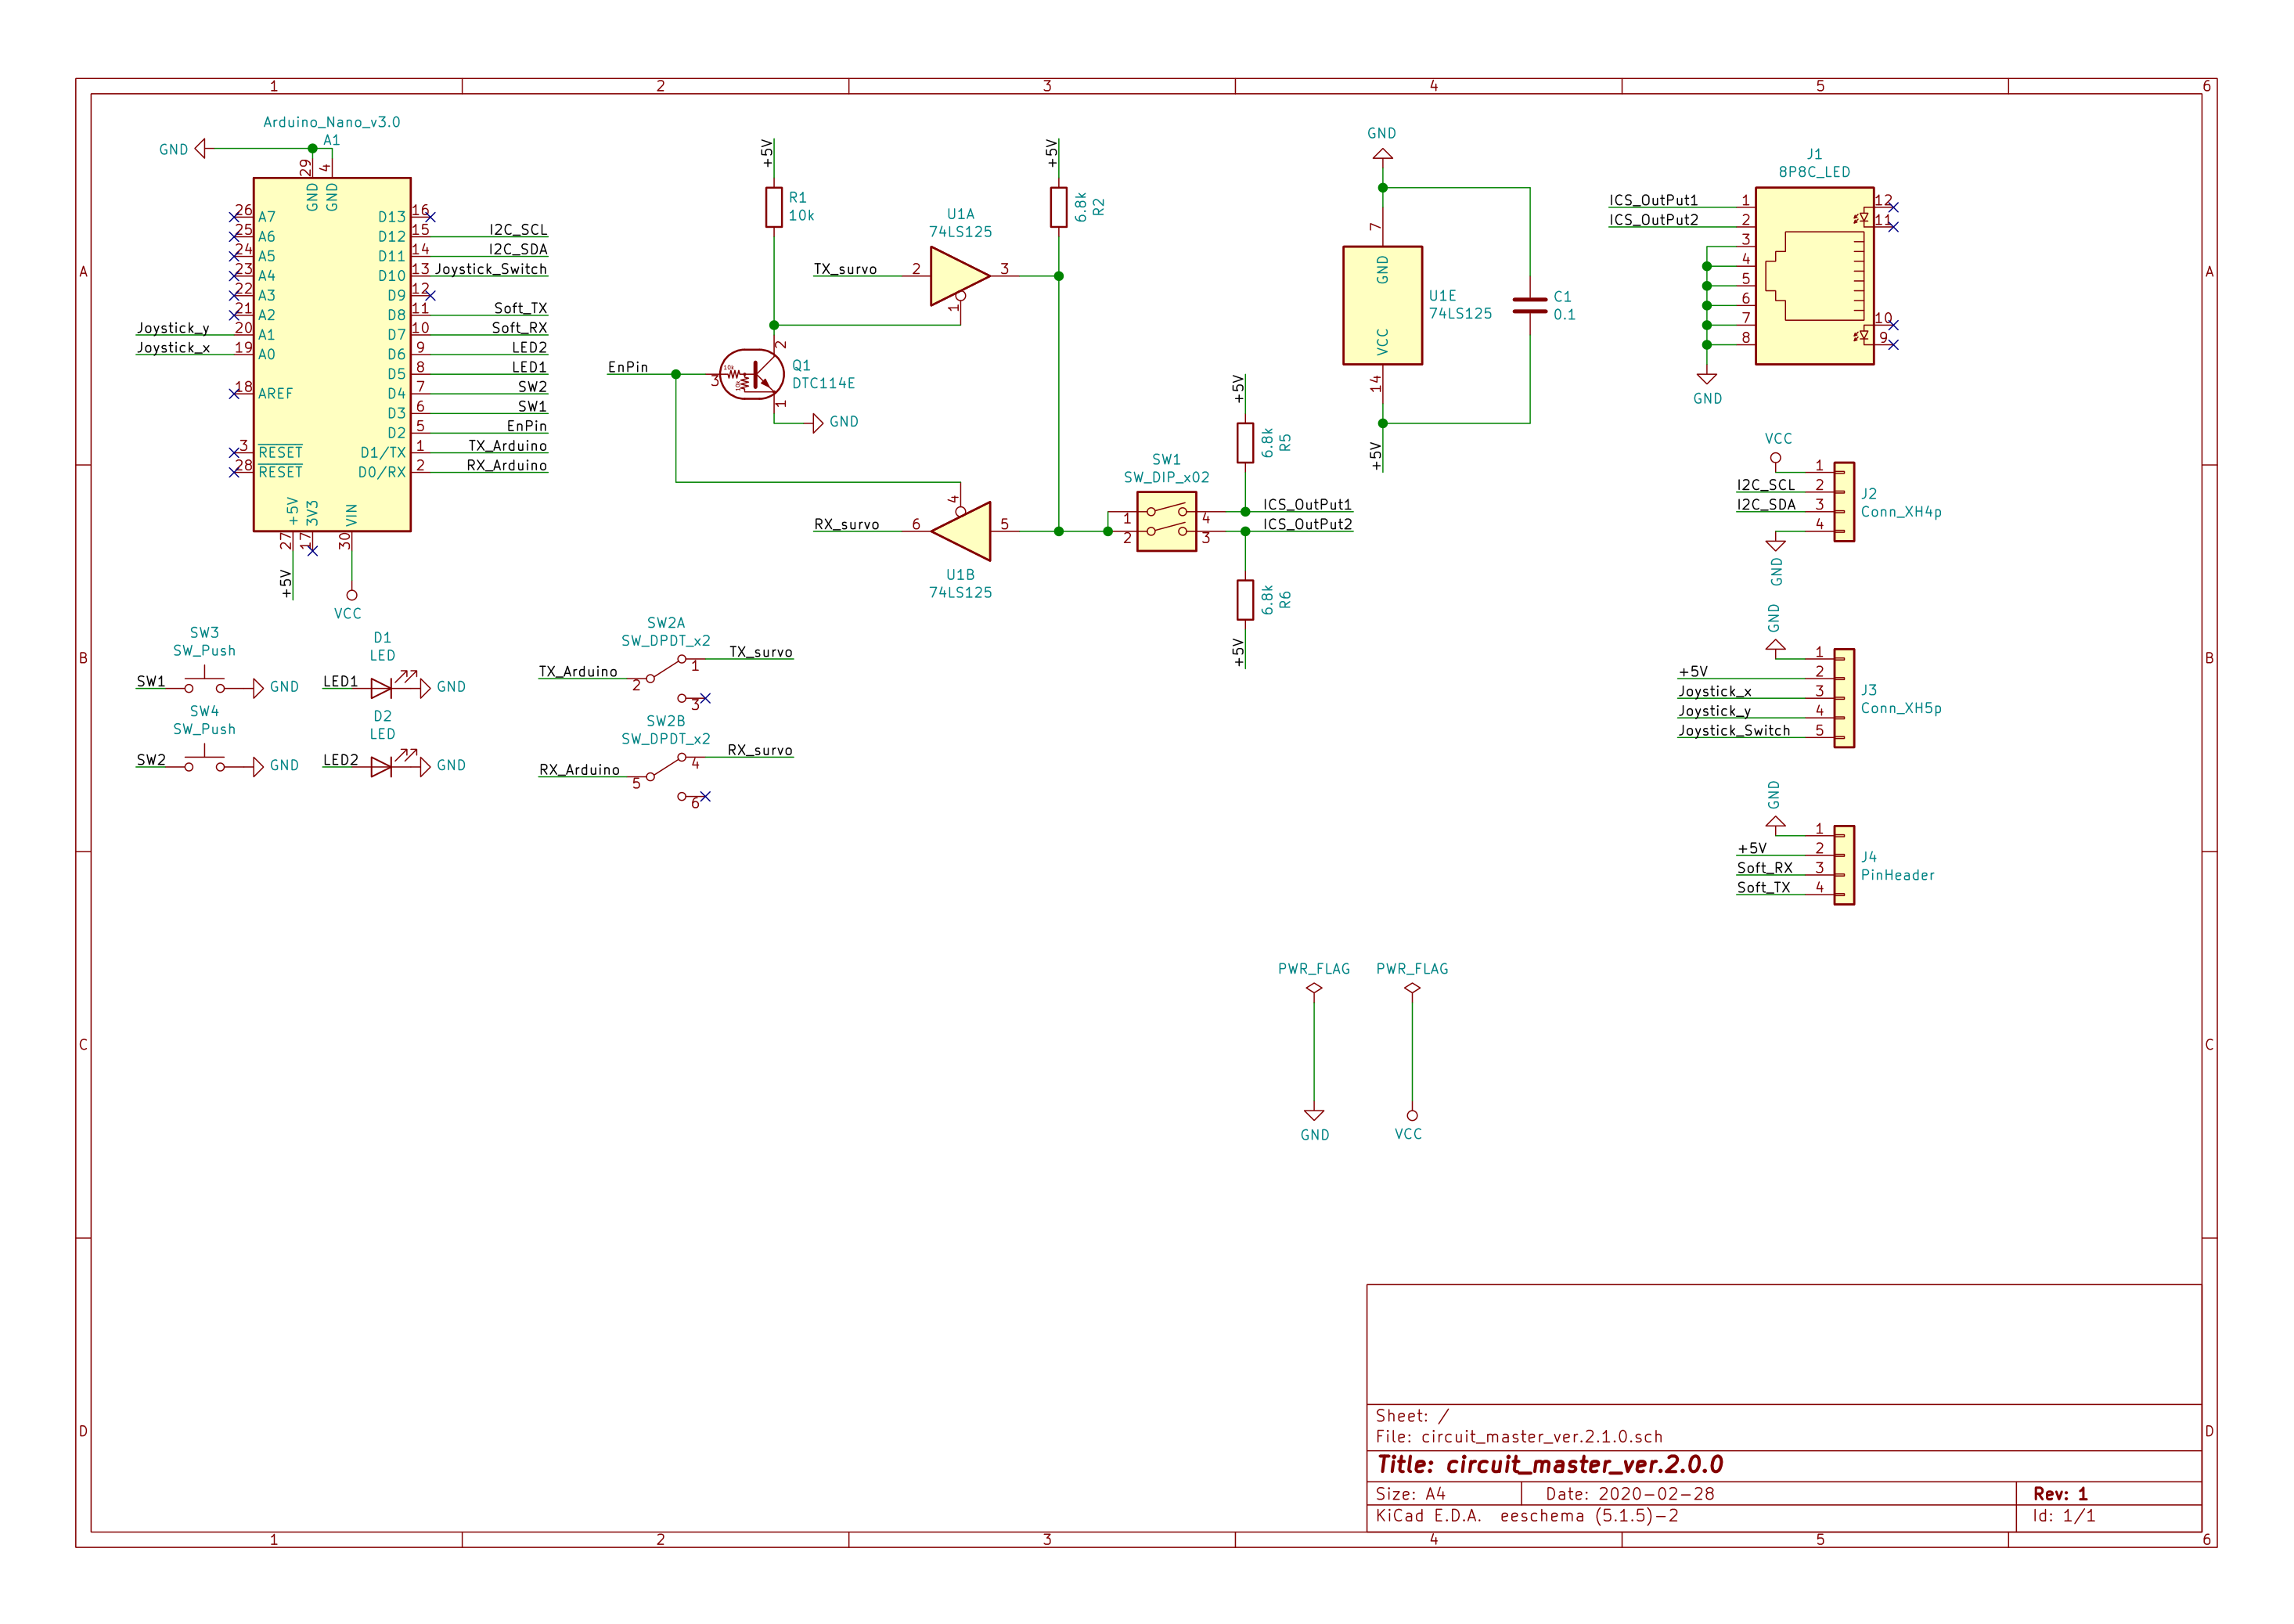 1 2 3 4 5 6
A A
B B
C C
D D
1 2 3 4 5 6
Arduino_Nano_v3.0
A1
GND
29 4
GND GND
26 A7
25 A6
24 A5
23 A4
22 A3
21 A2
Joystick_y 20 A1
Joystick_x 19 A0
18 AREF
3 RESET
28 RESET
D13 16
D12 15 I2C_SCL
D11 14 I2C_SDA
D10 13 Joystick_Switch
D9 12
D8 11 Soft_TX
D7 10 Soft_RX
D6 9 LED2
D5 8 LED1
D4 7 SW2
D3 6 SW1
D2 5 EnPin
D1/TX 1 TX_Arduino
D0/RX 2 RX_Arduino
+5V 3V3 VIN
27 17 30
+5V
VCC
SW3
SW_Push
SW1
GND
SW4
SW_Push
SW2
GND
D1
LED
LED1
GND
D2
LED
LED2
GND
+5V
R1
10k
EnPin
3
10k
10k
2
1
Q1
DTC114E
GND
U1A
74LS125
TX_survo 2 3
1
+5V
6.8k
R2
4
RX_survo 6 5
U1B
74LS125
SW1
SW_DIP_x02
1 4
2 3
ICS_OutPut1
ICS_OutPut2
+5V
6.8k
R5
6.8k
R6
+5V
SW2A
SW_DPDT_x2
TX_Arduino 2 1 TX_survo
3
SW2B
SW_DPDT_x2
RX_Arduino 5 4 RX_survo
6
GND
7
GND
U1E
74LS125
VCC
14
+5V
C1
0.1
J1
8P8C_LED
ICS_OutPut1 1
ICS_OutPut2 2
3
4
5
6
7
8
12
11
10
9
GND
VCC
1
I2C_SCL 2
I2C_SDA 3
4
GND
J2
Conn_XH4p
GND
1
+5V 2
Joystick_x 3
Joystick_y 4
Joystick_Switch 5
J3
Conn_XH5p
GND
1
+5V 2
Soft_RX 3
Soft_TX 4
J4
PinHeader
PWR_FLAG PWR_FLAG
GND VCC
Sheet: /
File: circuit_master_ver.2.1.0.sch
Title: circuit_master_ver.2.0.0
Size: A4 Date: 2020-02-28 Rev: 1
KiCad E.D.A. eeschema (5.1.5)-2 Id: 1/1